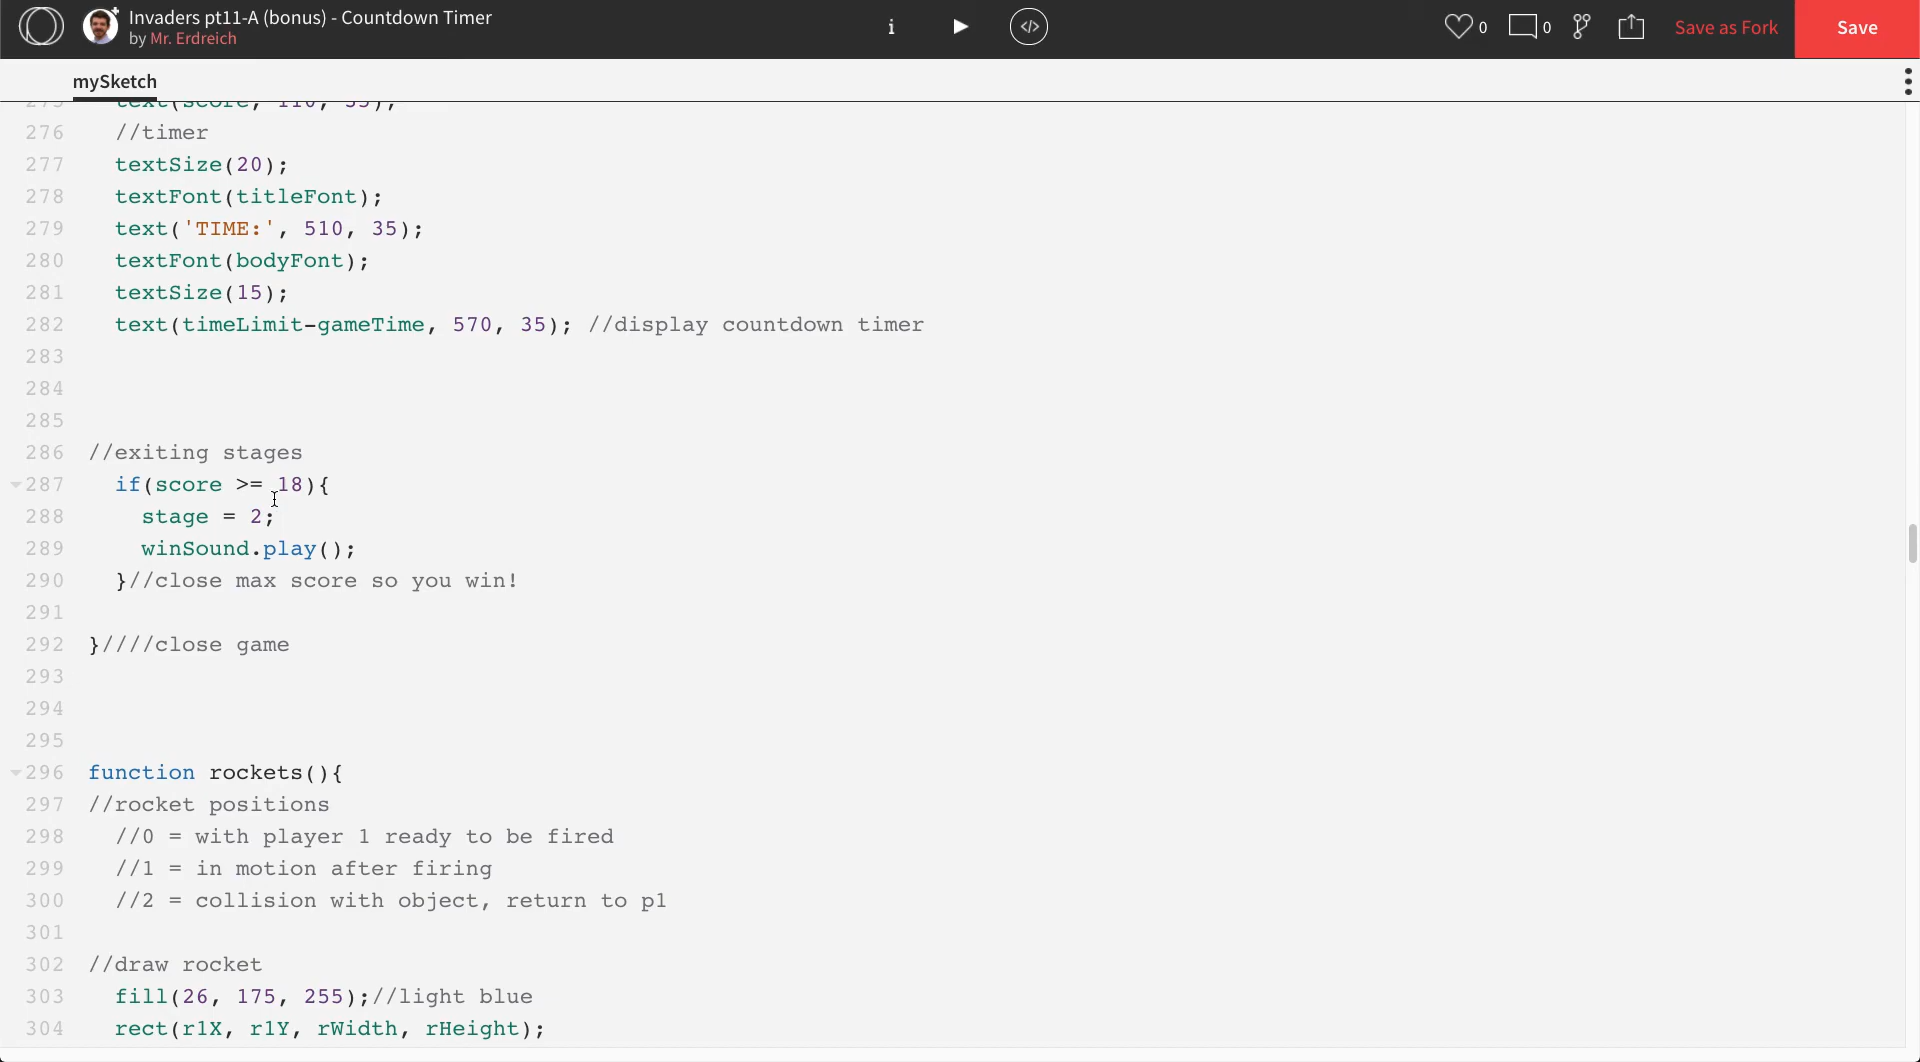 Invaders pt11-A (bonus) - Countdown Timer
by Mr. Erdreich
i
</>
0
0
Save as Fork
Save
mySketch
275 text(score, 110, 35);
276 //timer
277 textSize(20);
278 textFont(titleFont);
279 text('TIME:', 510, 35);
280 textFont(bodyFont);
281 textSize(15);
282 text(timeLimit-gameTime, 570, 35); //display countdown timer
283
284
285
286 //exiting stages
287 if(score >= 18){
288 stage = 2;
289 winSound.play();
290 }//close max score so you win!
291
292 }////close game
293
294
295
296 function rockets(){
297 //rocket positions
298 //0 = with player 1 ready to be fired
299 //1 = in motion after firing
300 //2 = collision with object, return to p1
301
302 //draw rocket
303 fill(26, 175, 255);//light blue
304 rect(r1X, r1Y, rWidth, rHeight);